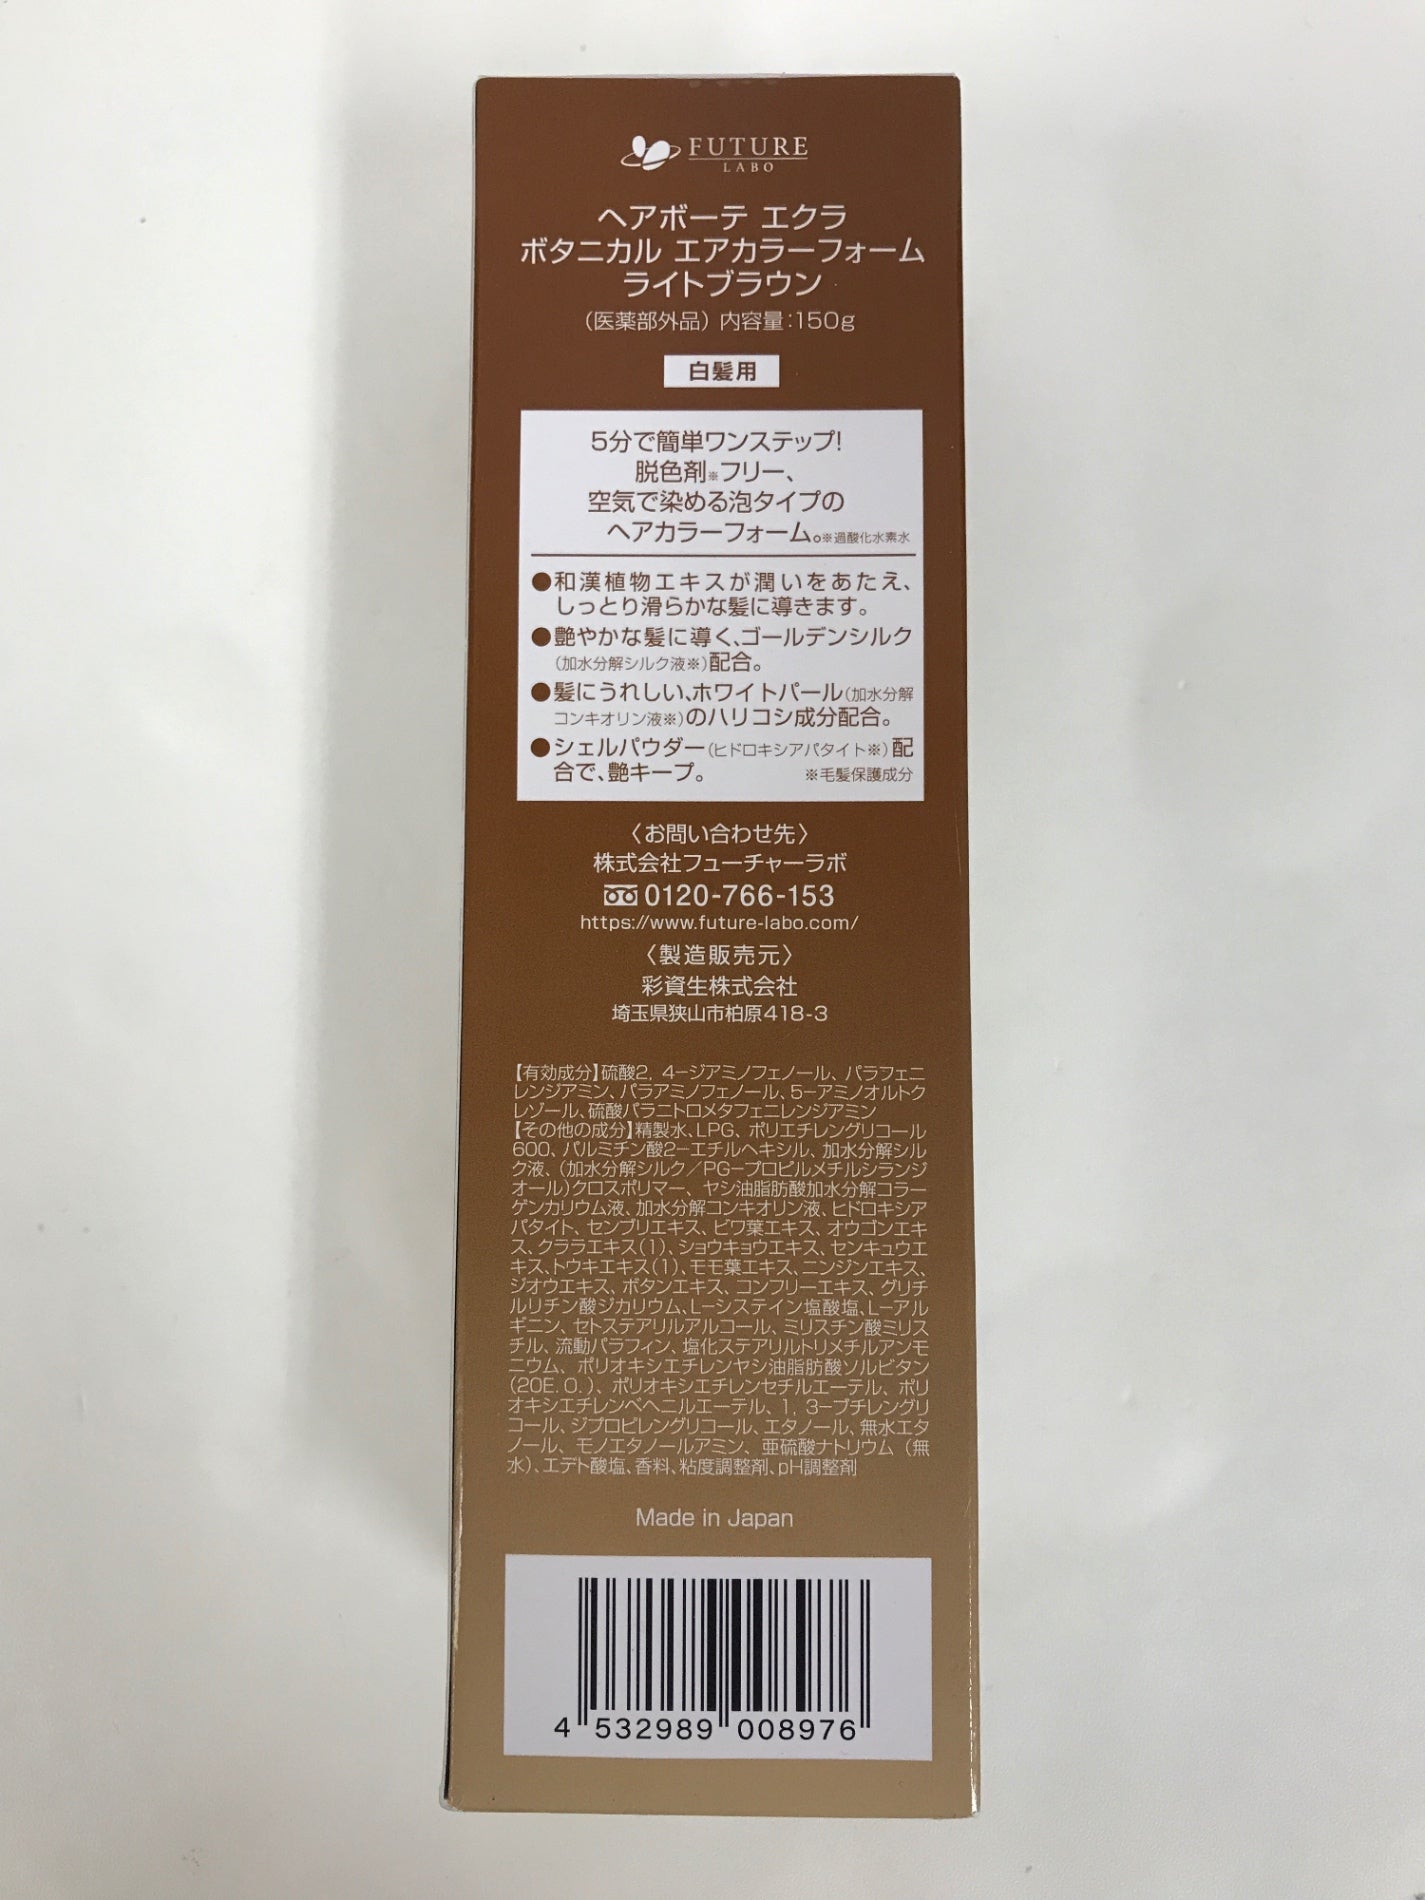 FUTURE
LABO
ヘアボーテ エクラ
ボタニカル エアカラーフォーム
ライトブラウン
（医薬部外品）内容量：150g
白髪用
5分で簡単ワンステップ！
脱色剤※フリー、
空気で染める泡タイプの
ヘアカラーフォーム。※過酸化水素水
●和漢植物エキスが潤いをあたえ、
しっとり滑らかな髪に導きます。
●艶やかな髪に導く、ゴールデンシルク
（加水分解シルク液※）配合。
●髪にうれしい、ホワイトパール（加水分解
コンキオリン液※）のハリコシ成分配合。
●シェルパウダー（ヒドロキシアパタイト※）配
合で、艶キープ。 ※毛髪保護成分
〈お問い合わせ先〉
株式会社フューチャーラボ
0120-766-153
https://www.future-labo.com/
〈製造販売元〉
彩資生株式会社
埼玉県狭山市柏原418-3
【有効成分】硫酸2, 4−ジアミノフェノール、パラフェニ
レンジアミン、パラアミノフェノール、5−アミノオルトク
レゾール、硫酸パラニトロメタフェニレンジアミン
【その他の成分】精製水、LPG、ポリエチレングリコール
600、パルミチン酸2−エチルヘキシル、加水分解シル
ク液、（加水分解シルク／PG−プロピルメチルシランジ
オール）クロスポリマー、ヤシ油脂肪酸加水分解コラー
ゲンカリウム液、加水分解コンキオリン液、ヒドロキシア
パタイト、センブリエキス、ビワ葉エキス、オウゴンエキ
ス、クララエキス（1）、ショウキョウエキス、センキュウエ
キス、トウキエキス（1）、モモ葉エキス、ニンジンエキス、
ジオウエキス、ボタンエキス、コンフリーエキス、グリチ
ルリチン酸ジカリウム、L−システイン塩酸塩、L−アル
ギニン、セトステアリルアルコール、ミリスチン酸ミリス
チル、流動パラフィン、塩化ステアリルトリメチルアンモ
ニウム、ポリオキシエチレンヤシ油脂肪酸ソルビタン
（20E. O. ）、ポリオキシエチレンセチルエーテル、ポリ
オキシエチレンベヘニルエーテル、1, 3−ブチレングリ
コール、ジプロピレングリコール、エタノール、無水エタ
ノール、モノエタノールアミン、亜硫酸ナトリウム（無
水）、エデト酸塩、香料、粘度調整剤、pH調整剤
Made in Japan
4 532989 008976